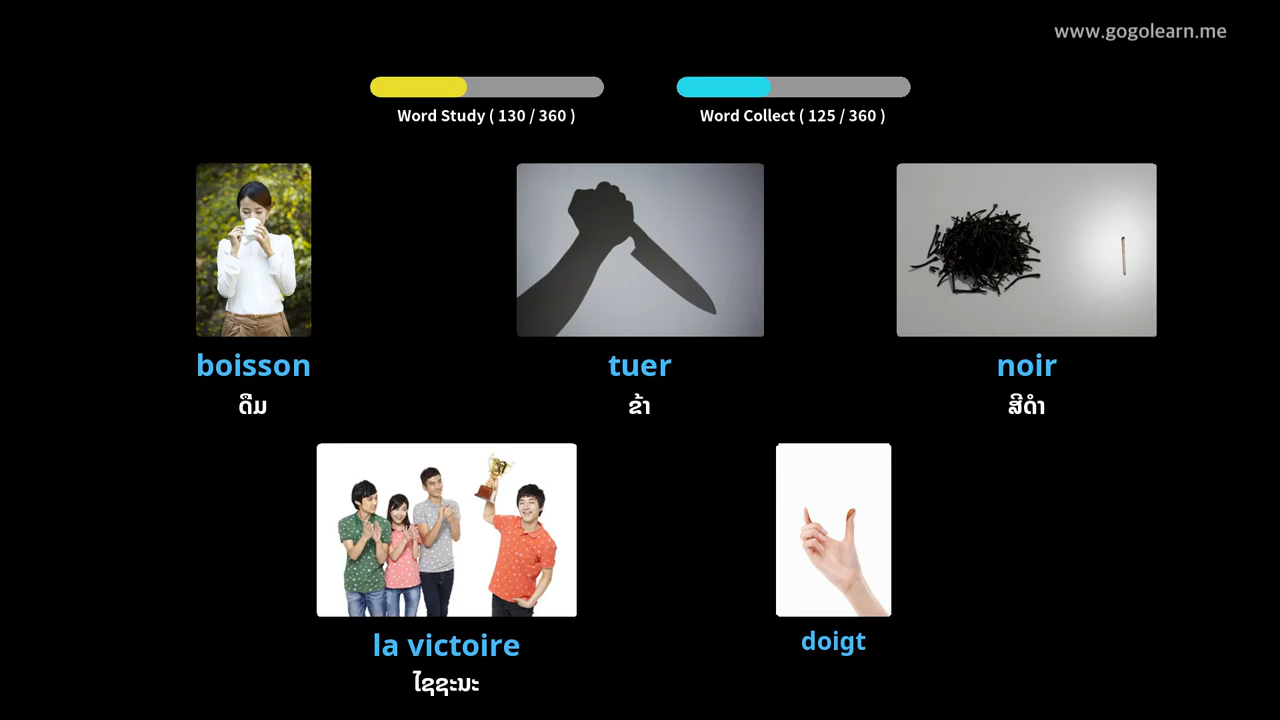 www.gogolearn.me
Word Study ( 130 / 360 )
Word Collect ( 125 / 360 )
boisson
ດື່ມ
tuer
ຂ້າ
noir
ສີດຳ
la victoire
ໄຊຊະນະ
doigt